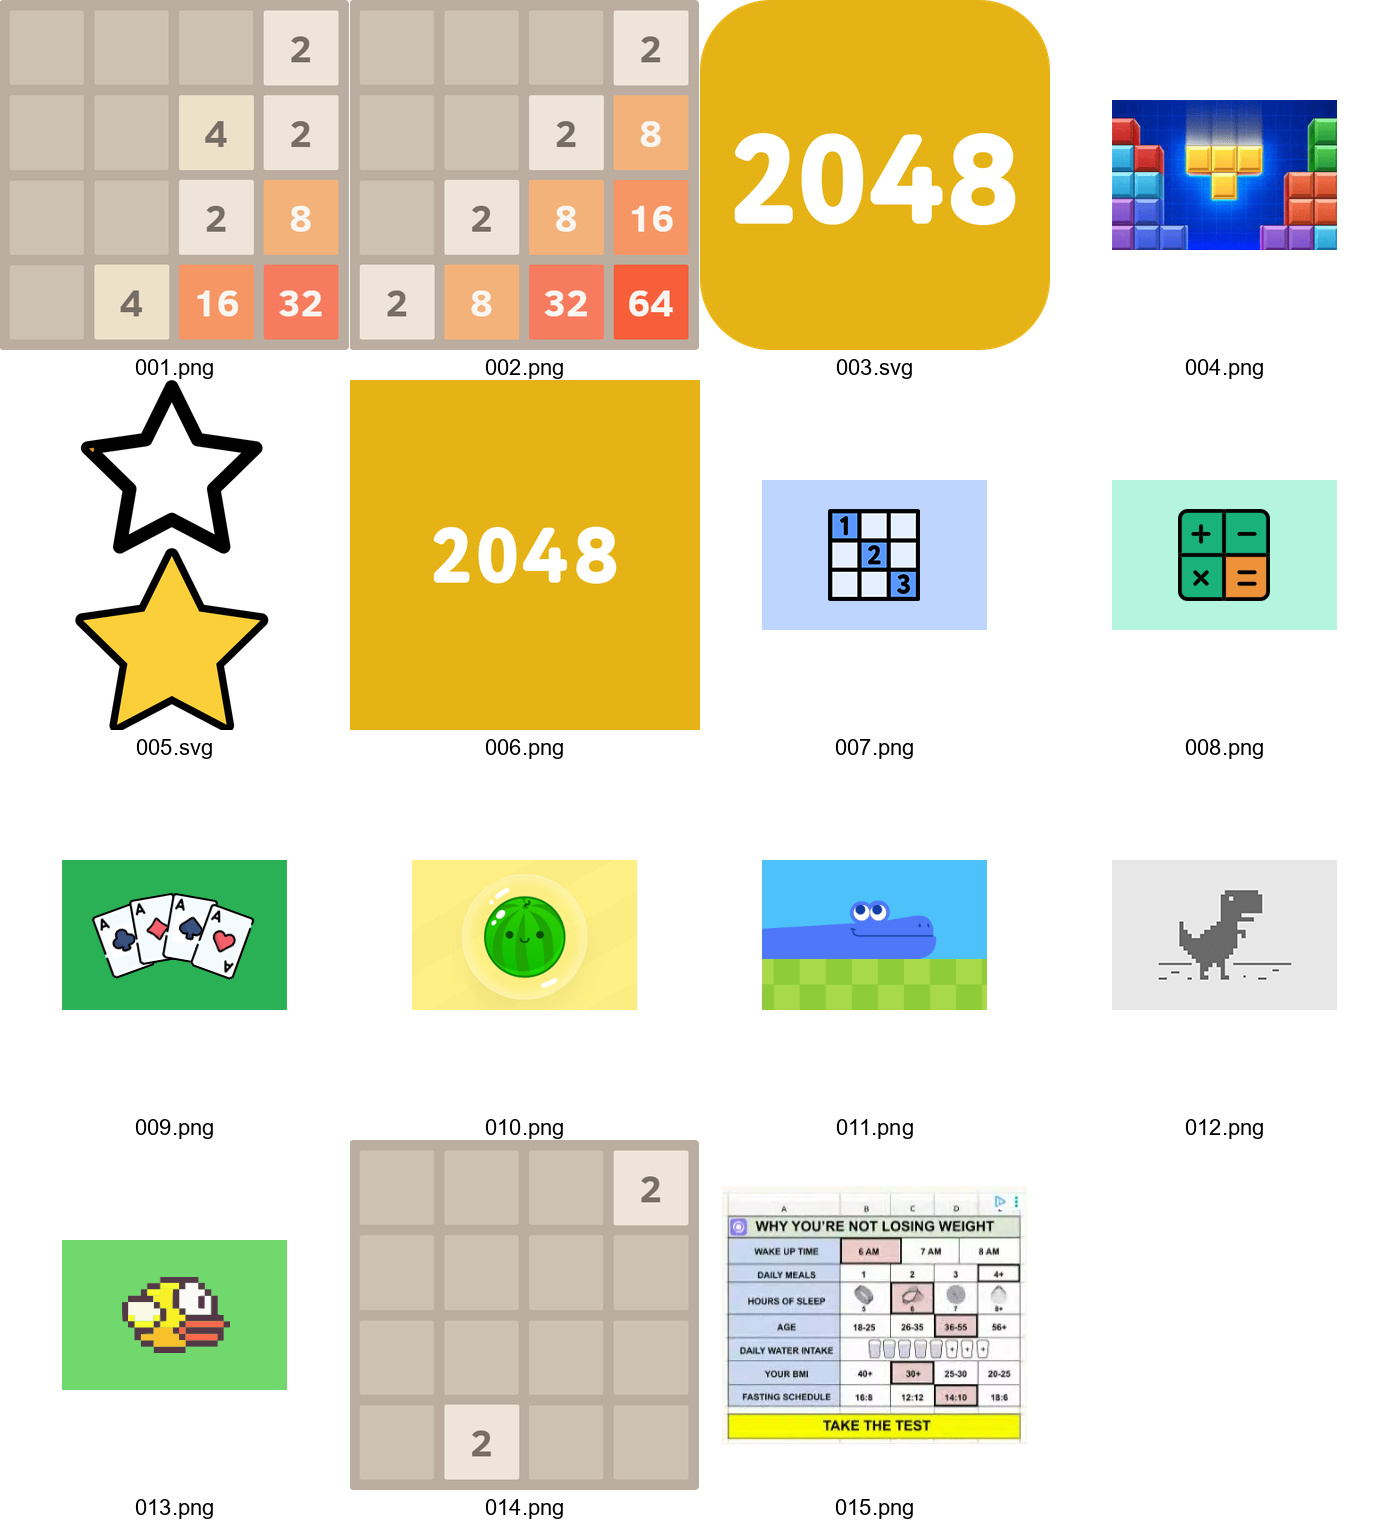 2
4 2
2 8
4 16 32
001.png
2
2 8
2 8 16
2 8 32 64
002.png
2048
003.svg
004.png
005.svg
2048
006.png
1
2
3
007.png
+ −
× =
008.png
A A A A
A
009.png
010.png
011.png
012.png
013.png
2
2
014.png
A B C D
WHY YOU'RE NOT LOSING WEIGHT
WAKE UP TIME 6 AM 7 AM 8 AM
DAILY MEALS 1 2 3 4+
HOURS OF SLEEP 5 6 7 8+
AGE 18-25 26-35 36-55 56+
DAILY WATER INTAKE + + +
YOUR BMI 40+ 30+ 25-30 20-25
FASTING SCHEDULE 16:8 12:12 14:10 18:6
TAKE THE TEST
015.png